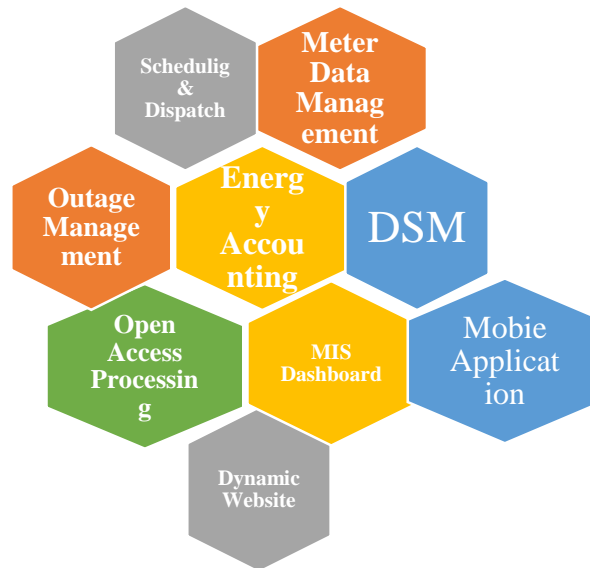 Schedulig
&
Dispatch
Meter
Data
Manag
ement
Outage
Manage
ment
Energ
y
Accou
nting
DSM
Open
Access
Processin
g
MIS
Dashboard
Mobie
Applicat
ion
Dynamic
Website